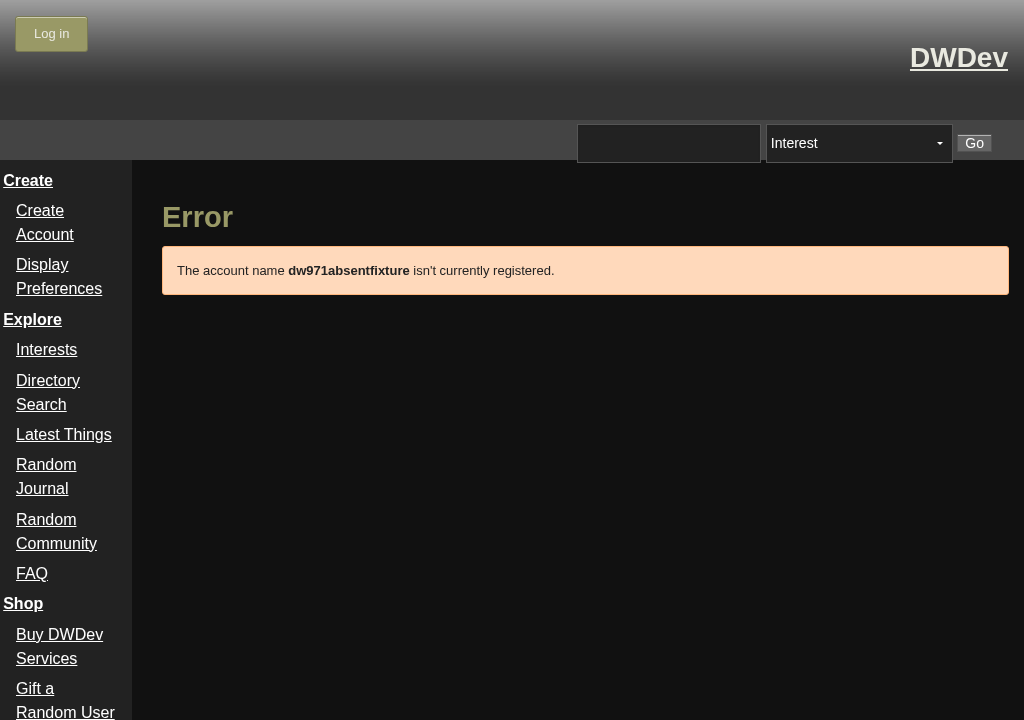 Log in
DWDev
Interest
Go
Create
Create
Account
Display
Preferences
Explore
Interests
Directory
Search
Latest Things
Random
Journal
Random
Community
FAQ
Shop
Buy DWDev
Services
Gift a
Random User
Error
The account name dw971absentfixture isn't currently registered.